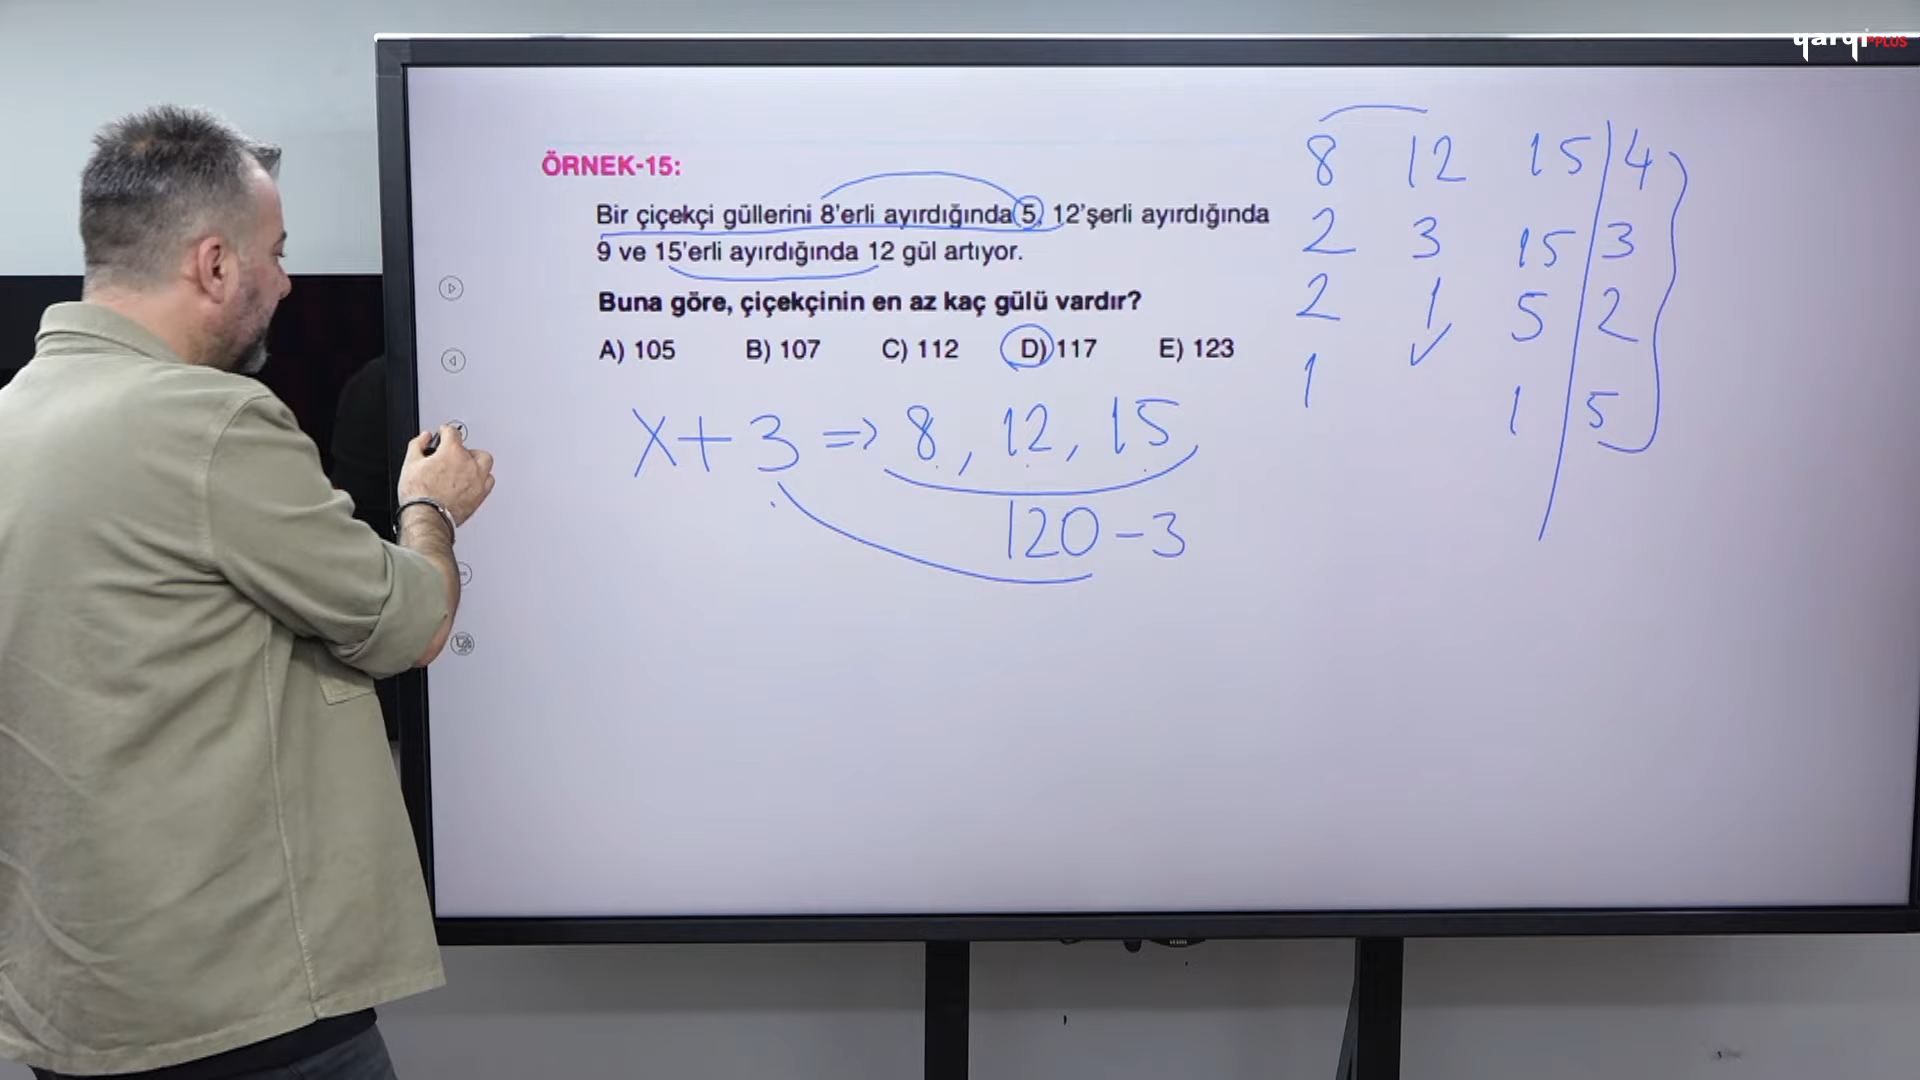 yargı PLUS
ÖRNEK-15:
Bir çiçekçi güllerini 8'erli ayırdığında 5, 12'şerli ayırdığında
9 ve 15'erli ayırdığında 12 gül artıyor.
Buna göre, çiçekçinin en az kaç gülü vardır?
A) 105 B) 107 C) 112 D) 117 E) 123
x+3 ⇒ 8, 12, 15
120-3
8 12 15 | 4
2 3 15 | 3
2 1 5 | 2
1 ✓ 1 | 5